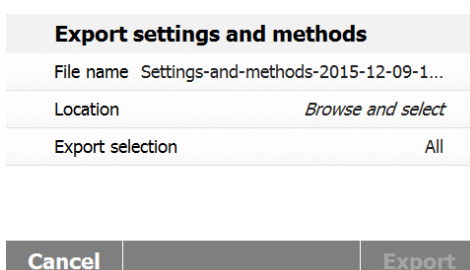 Export settings and methods
File name Settings-and-methods-2015-12-09-1...
Location Browse and select
Export selection All
Cancel Export